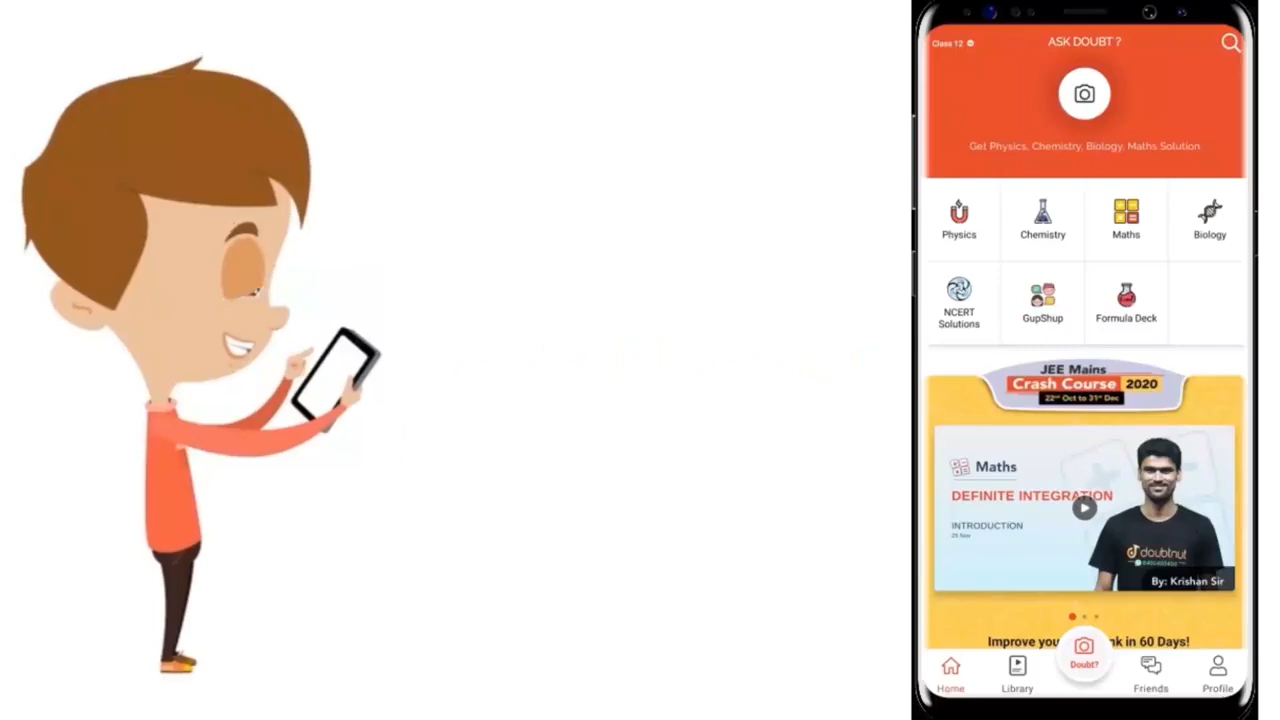 Class 12
ASK DOUBT ?
Get Physics, Chemistry, Biology, Maths Solution
Physics
Chemistry
Maths
Biology
NCERT
Solutions
GupShup
Formula Deck
JEE Mains
Crash Course 2020
22nd Oct to 31st Dec
Maths
DEFINITE INTEGRATION
INTRODUCTION
doubtnut
By: Krishan Sir
Improve you nk in 60 Days!
Doubt?
Home
Library
Friends
Profile